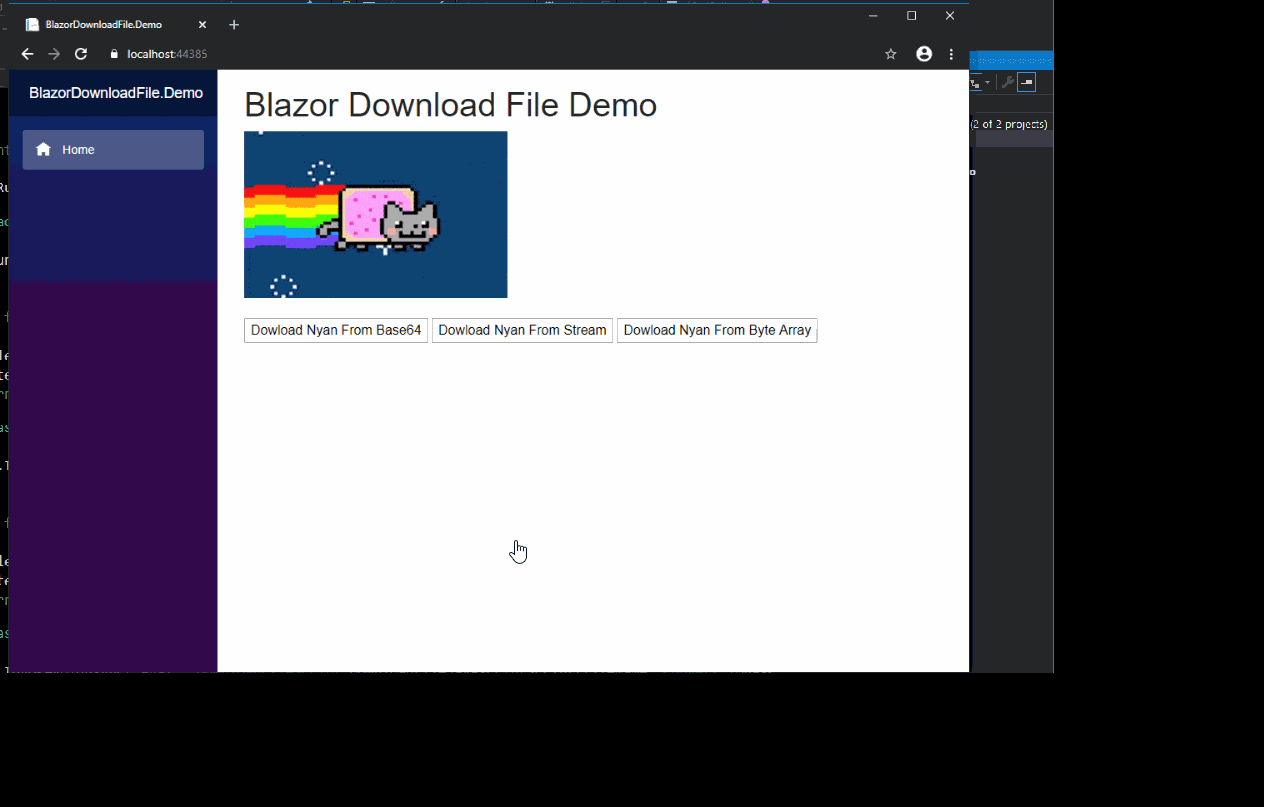 BlazorDownloadFile.Demo
localhost:44385
BlazorDownloadFile.Demo
Blazor Download File Demo
(2 of 2 projects)
Home
Dowload Nyan From Base64
Dowload Nyan From Stream
Dowload Nyan From Byte Array